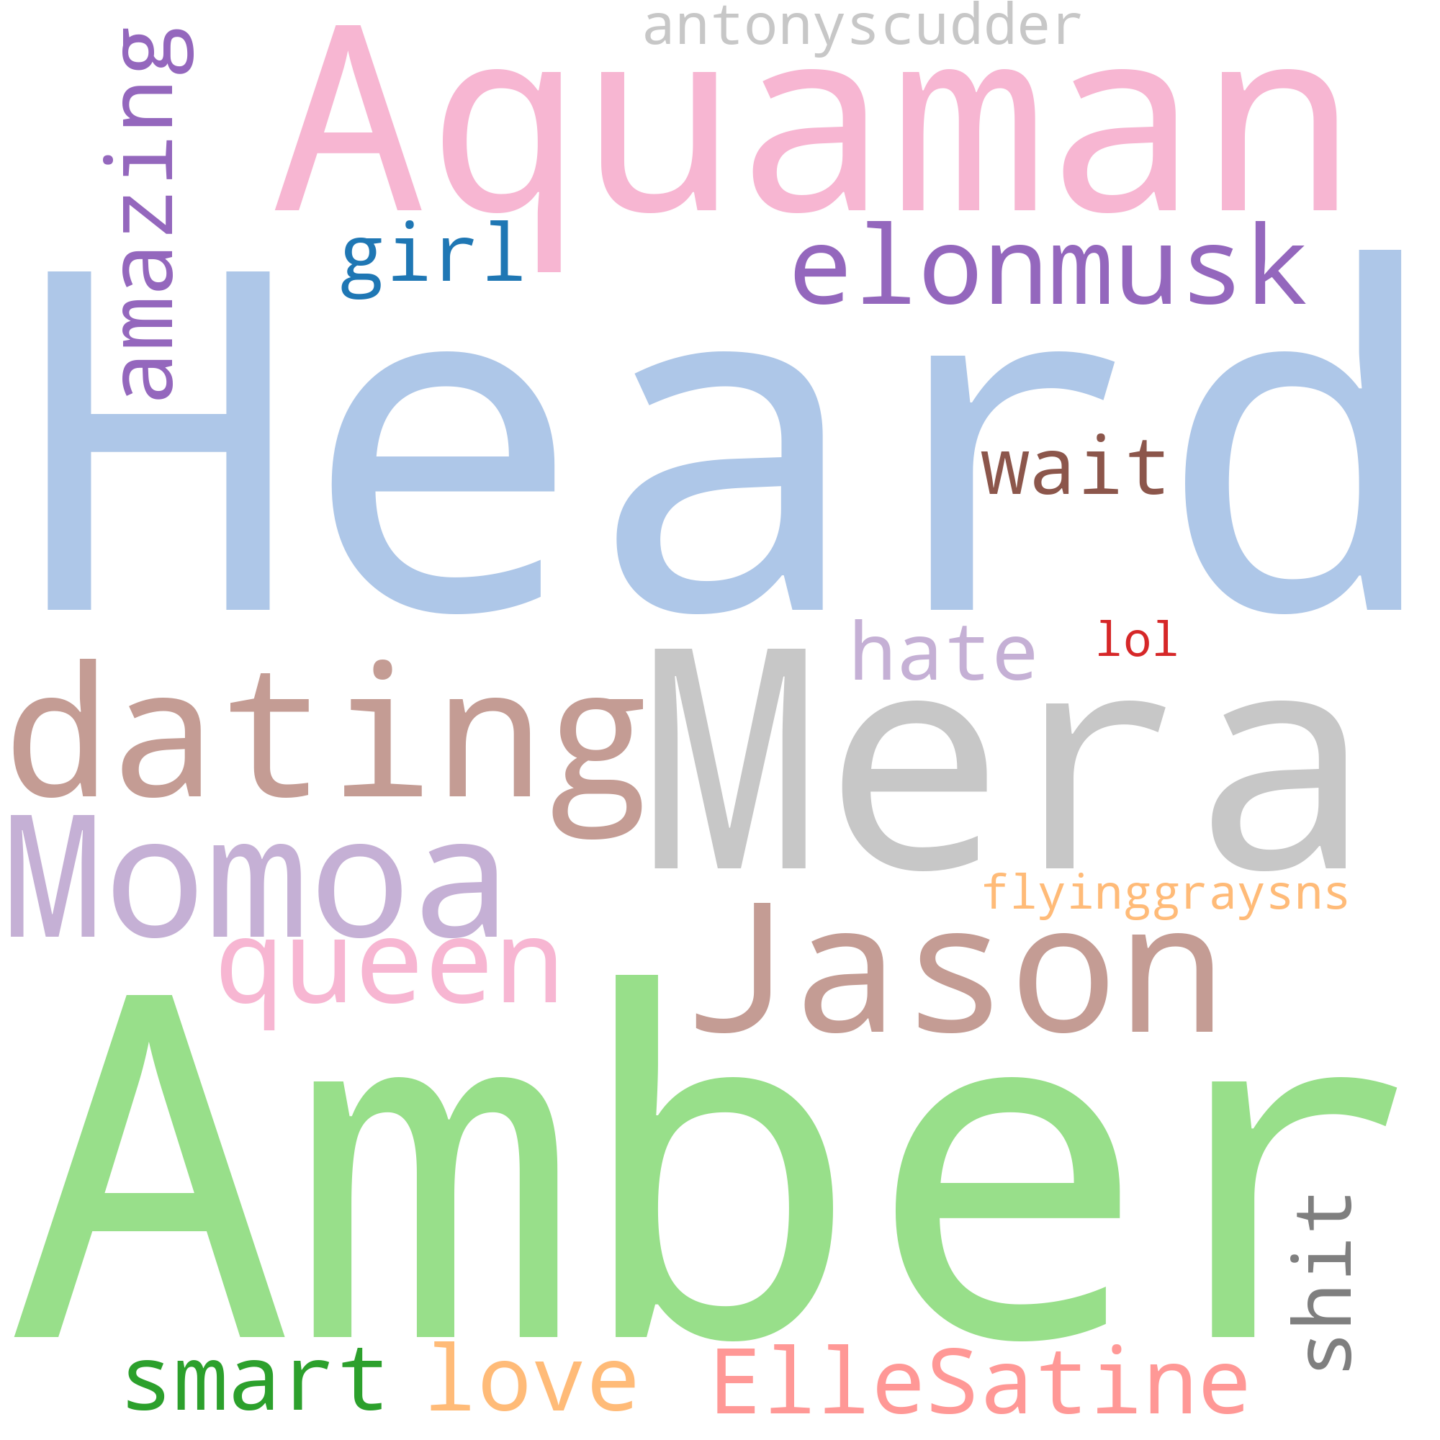 antonyscudder
amazing
Aquaman
girl
elonmusk
Heard
wait
hate
lol
dating
Mera
Momoa
flyinggraysns
queen
Jason
Amber
shit
smart
love
ElleSatine